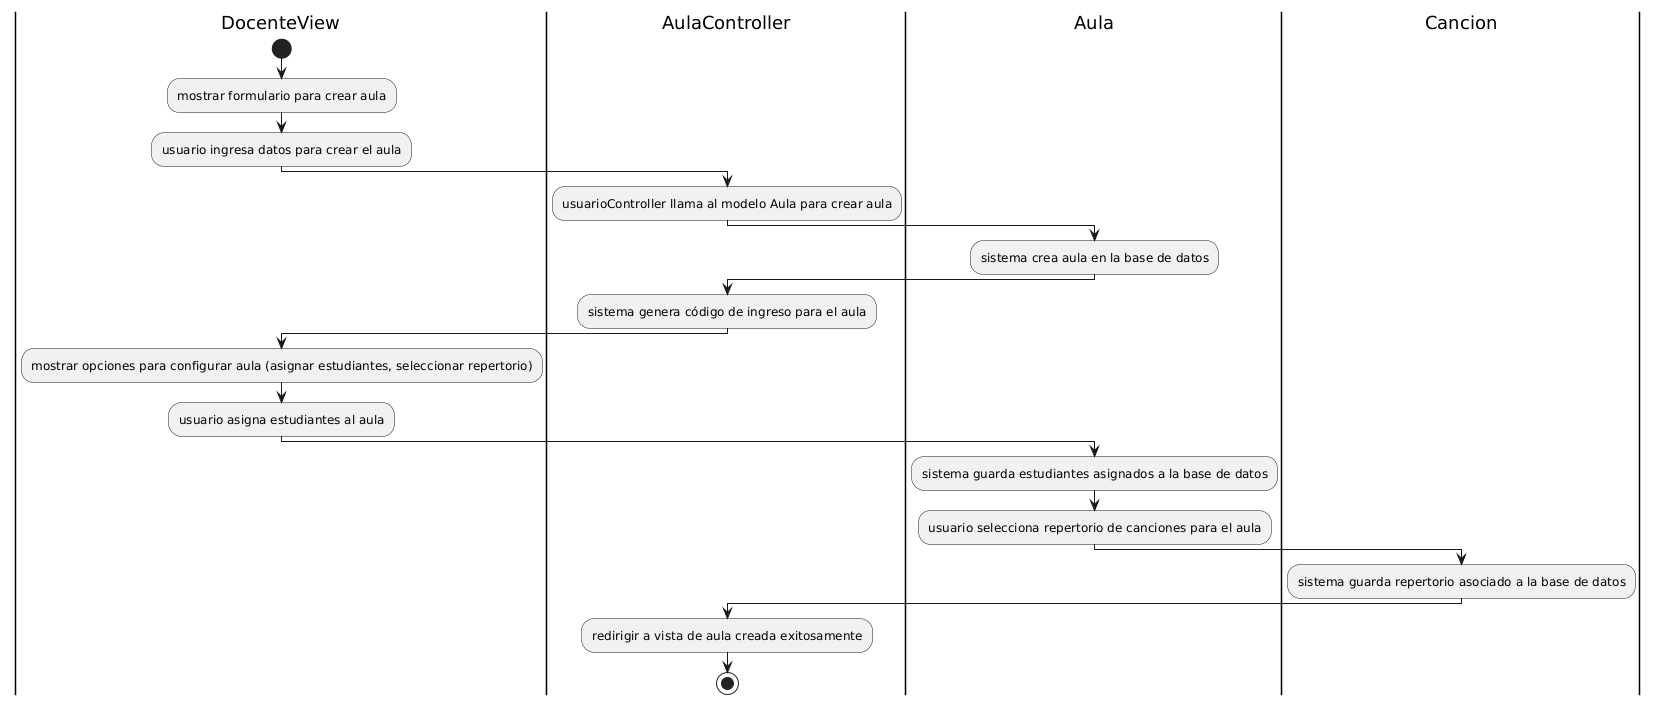 DocenteView
AulaController
Aula
Cancion
mostrar formulario para crear aula
usuario ingresa datos para crear el aula
usuarioController llama al modelo Aula para crear aula
sistema crea aula en la base de datos
sistema genera código de ingreso para el aula
mostrar opciones para configurar aula (asignar estudiantes, seleccionar repertorio)
usuario asigna estudiantes al aula
sistema guarda estudiantes asignados a la base de datos
usuario selecciona repertorio de canciones para el aula
sistema guarda repertorio asociado a la base de datos
redirigir a vista de aula creada exitosamente